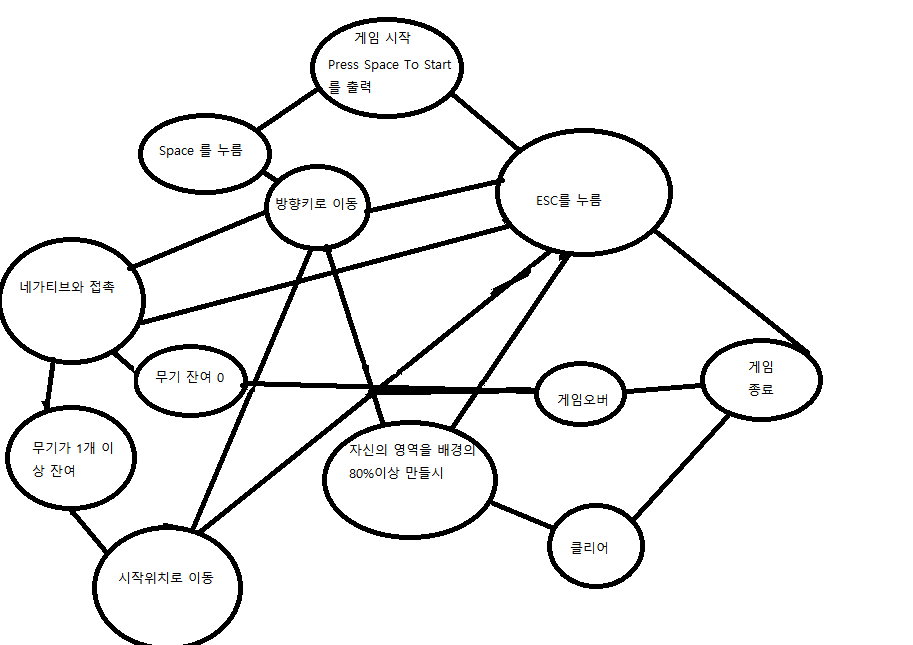 게임 시작
Press Space To Start
를 출력
Space 를 누름
방향키로 이동
ESC를 누름
네가티브와 접촉
무기 잔여 0
게임
종료
게임오버
무기가 1개 이
상 잔여
자신의 영역을 배경의
80%이상 만들시
클리어
시작위치로 이동